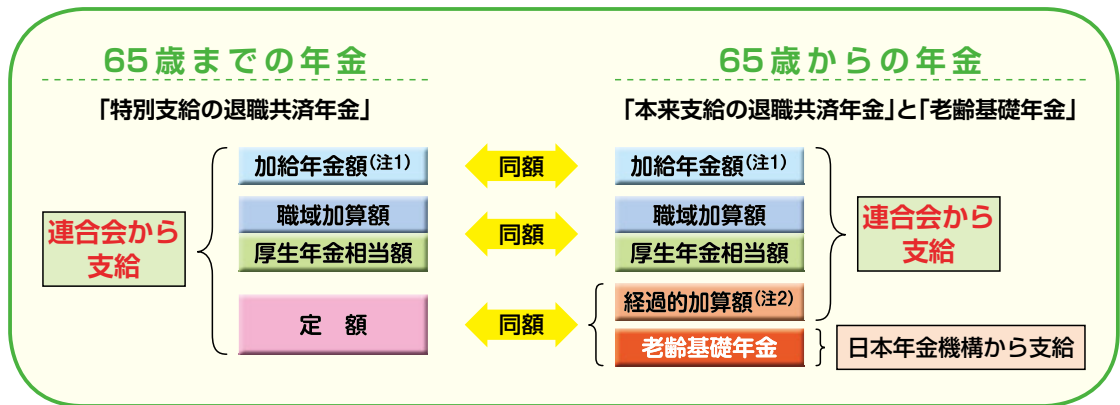 65歳までの年金
「特別支給の退職共済年金」
連合会から
支給
加給年金額(注1)
職域加算額
厚生年金相当額
定 額
同額
同額
同額
65歳からの年金
「本来支給の退職共済年金」と「老齢基礎年金」
加給年金額(注1)
職域加算額
厚生年金相当額
経過的加算額(注2)
老齢基礎年金
連合会から
支給
日本年金機構から支給